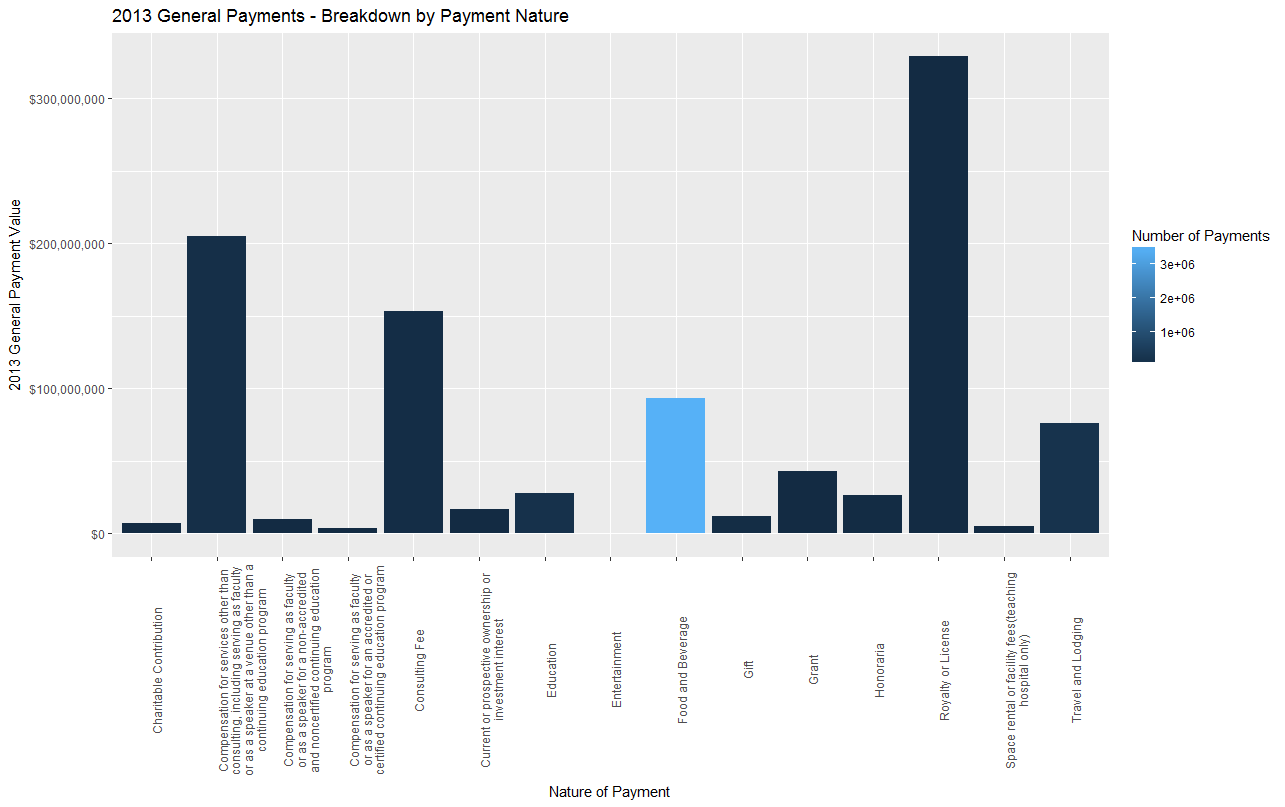 2013 General Payments - Breakdown by Payment Nature
2013 General Payment Value
$300,000,000
$200,000,000
$100,000,000
$0
Charitable Contribution
Compensation for services other than
consulting, including serving as faculty
or as a speaker at a venue other than a
continuing education program
Compensation for serving as faculty
or as a speaker for a non-accredited
and noncertified continuing education
program
Compensation for serving as faculty
or as a speaker for an accredited or
certified continuing education program
Consulting Fee
Current or prospective ownership or
investment interest
Education
Entertainment
Food and Beverage
Gift
Grant
Honoraria
Royalty or License
Space rental or facility fees(teaching
hospital only)
Travel and Lodging
Nature of Payment
Number of Payments
3e+06
2e+06
1e+06